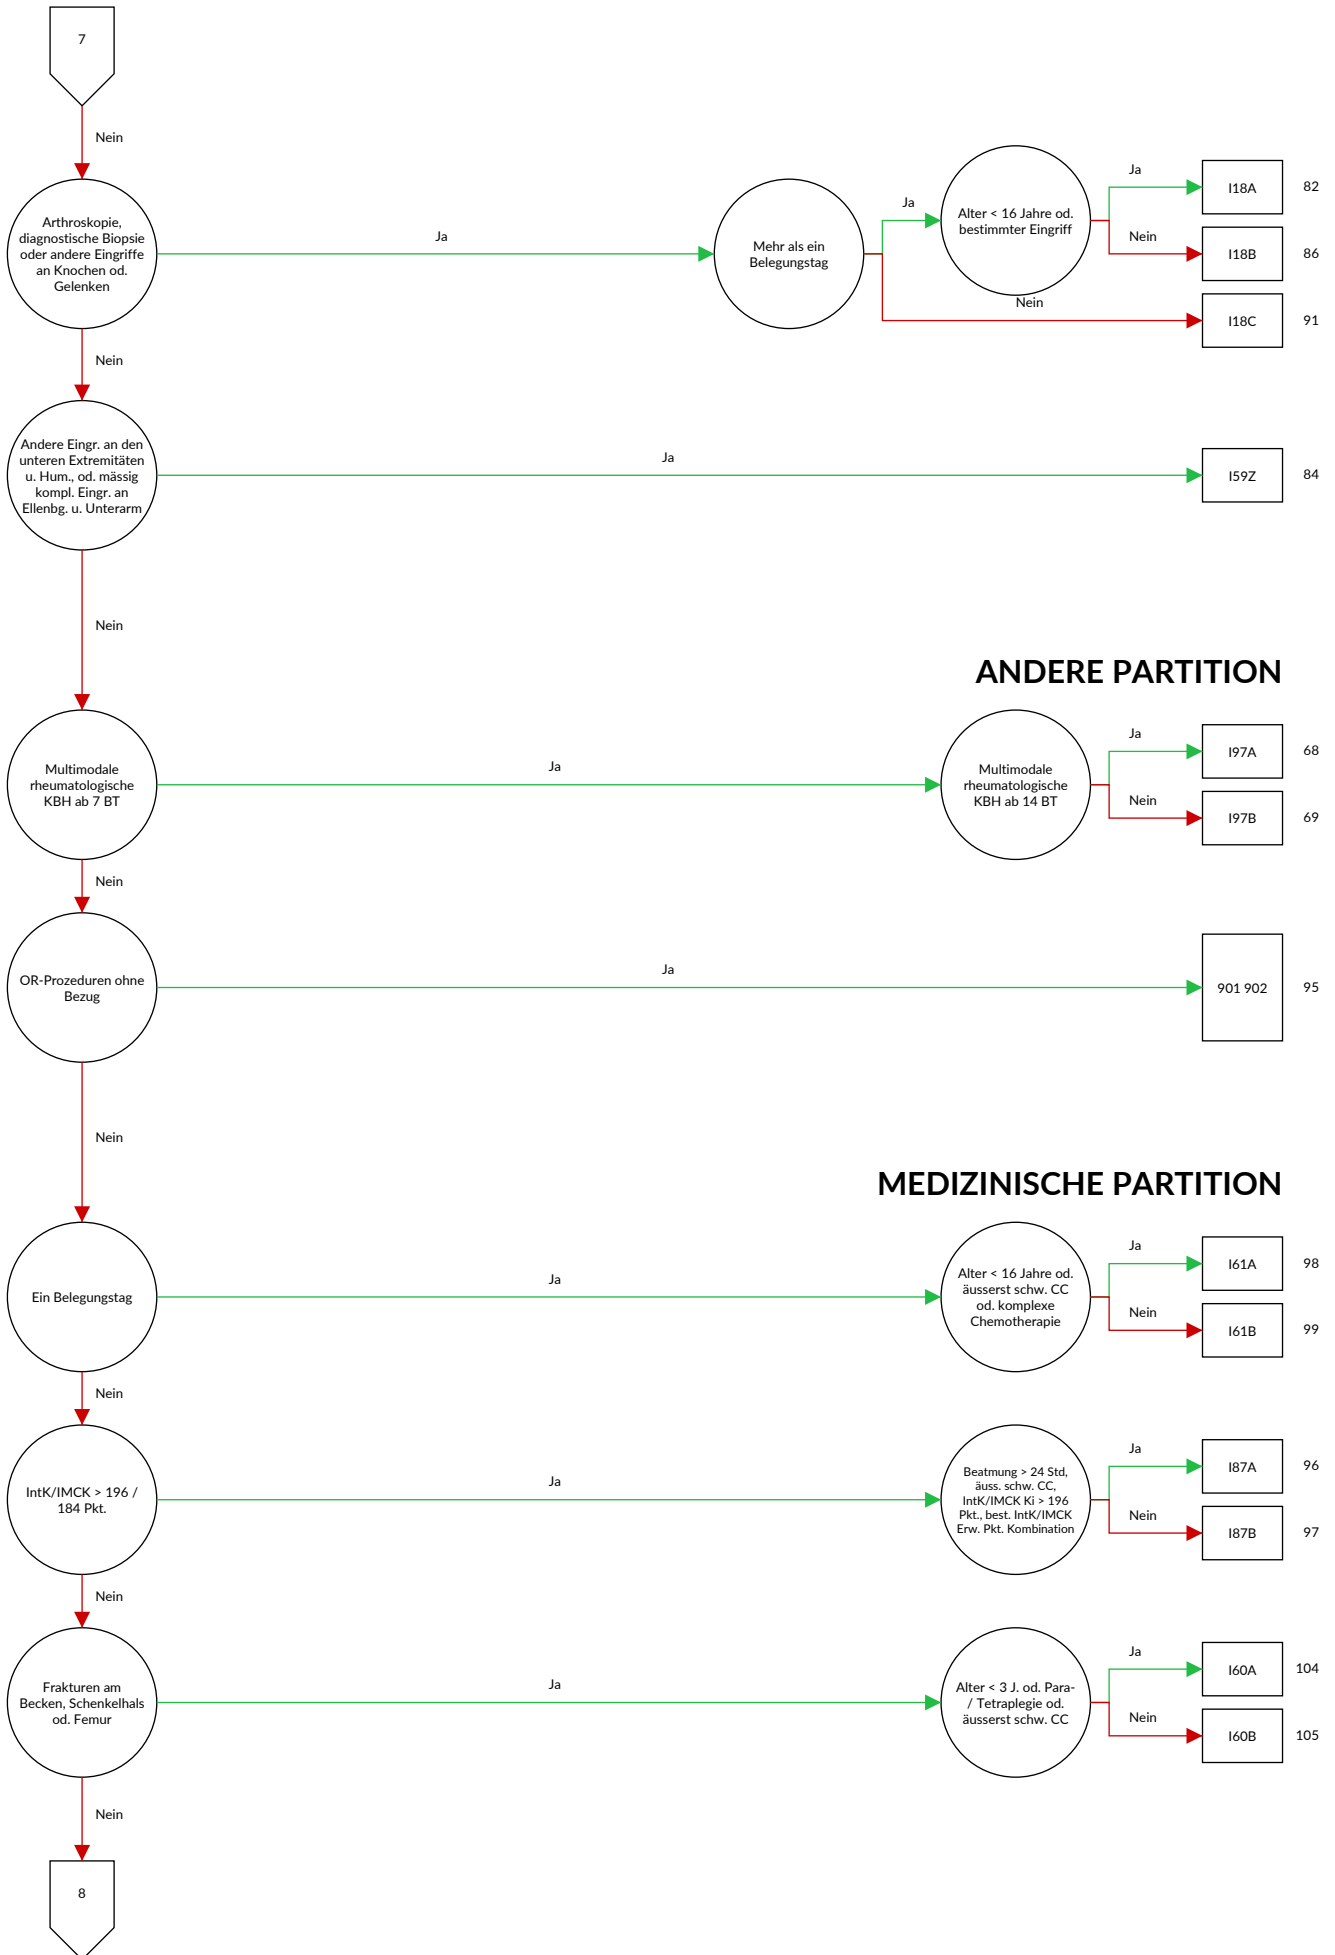 7
Nein
Arthroskopie,
diagnostische Biopsie
oder andere Eingriffe
an Knochen od.
Gelenken
Ja
Mehr als ein
Belegungstag
Ja
Alter < 16 Jahre od.
bestimmter Eingriff
Ja
I18A
82
Nein
I18B
86
Nein
I18C
91
Nein
Andere Eingr. an den
unteren Extremitäten
u. Hum., od. mässig
kompl. Eingr. an
Ellenbg. u. Unterarm
Ja
I59Z
84
Nein
ANDERE PARTITION
Multimodale
rheumatologische
KBH ab 7 BT
Ja
Multimodale
rheumatologische
KBH ab 14 BT
Ja
I97A
68
Nein
I97B
69
Nein
OR-Prozeduren ohne
Bezug
Ja
901 902
95
Nein
MEDIZINISCHE PARTITION
Ein Belegungstag
Ja
Alter < 16 Jahre od.
äusserst schw. CC
od. komplexe
Chemotherapie
Ja
I61A
98
Nein
I61B
99
Nein
IntK/IMCK > 196 /
184 Pkt.
Ja
Beatmung > 24 Std,
äuss. schw. CC,
IntK/IMCK Ki > 196
Pkt., best. IntK/IMCK
Erw. Pkt. Kombination
Ja
I87A
96
Nein
I87B
97
Nein
Frakturen am
Becken, Schenkelhals
od. Femur
Ja
Alter < 3 J. od. Para-
/ Tetraplegie od.
äusserst schw. CC
Ja
I60A
104
Nein
I60B
105
Nein
8